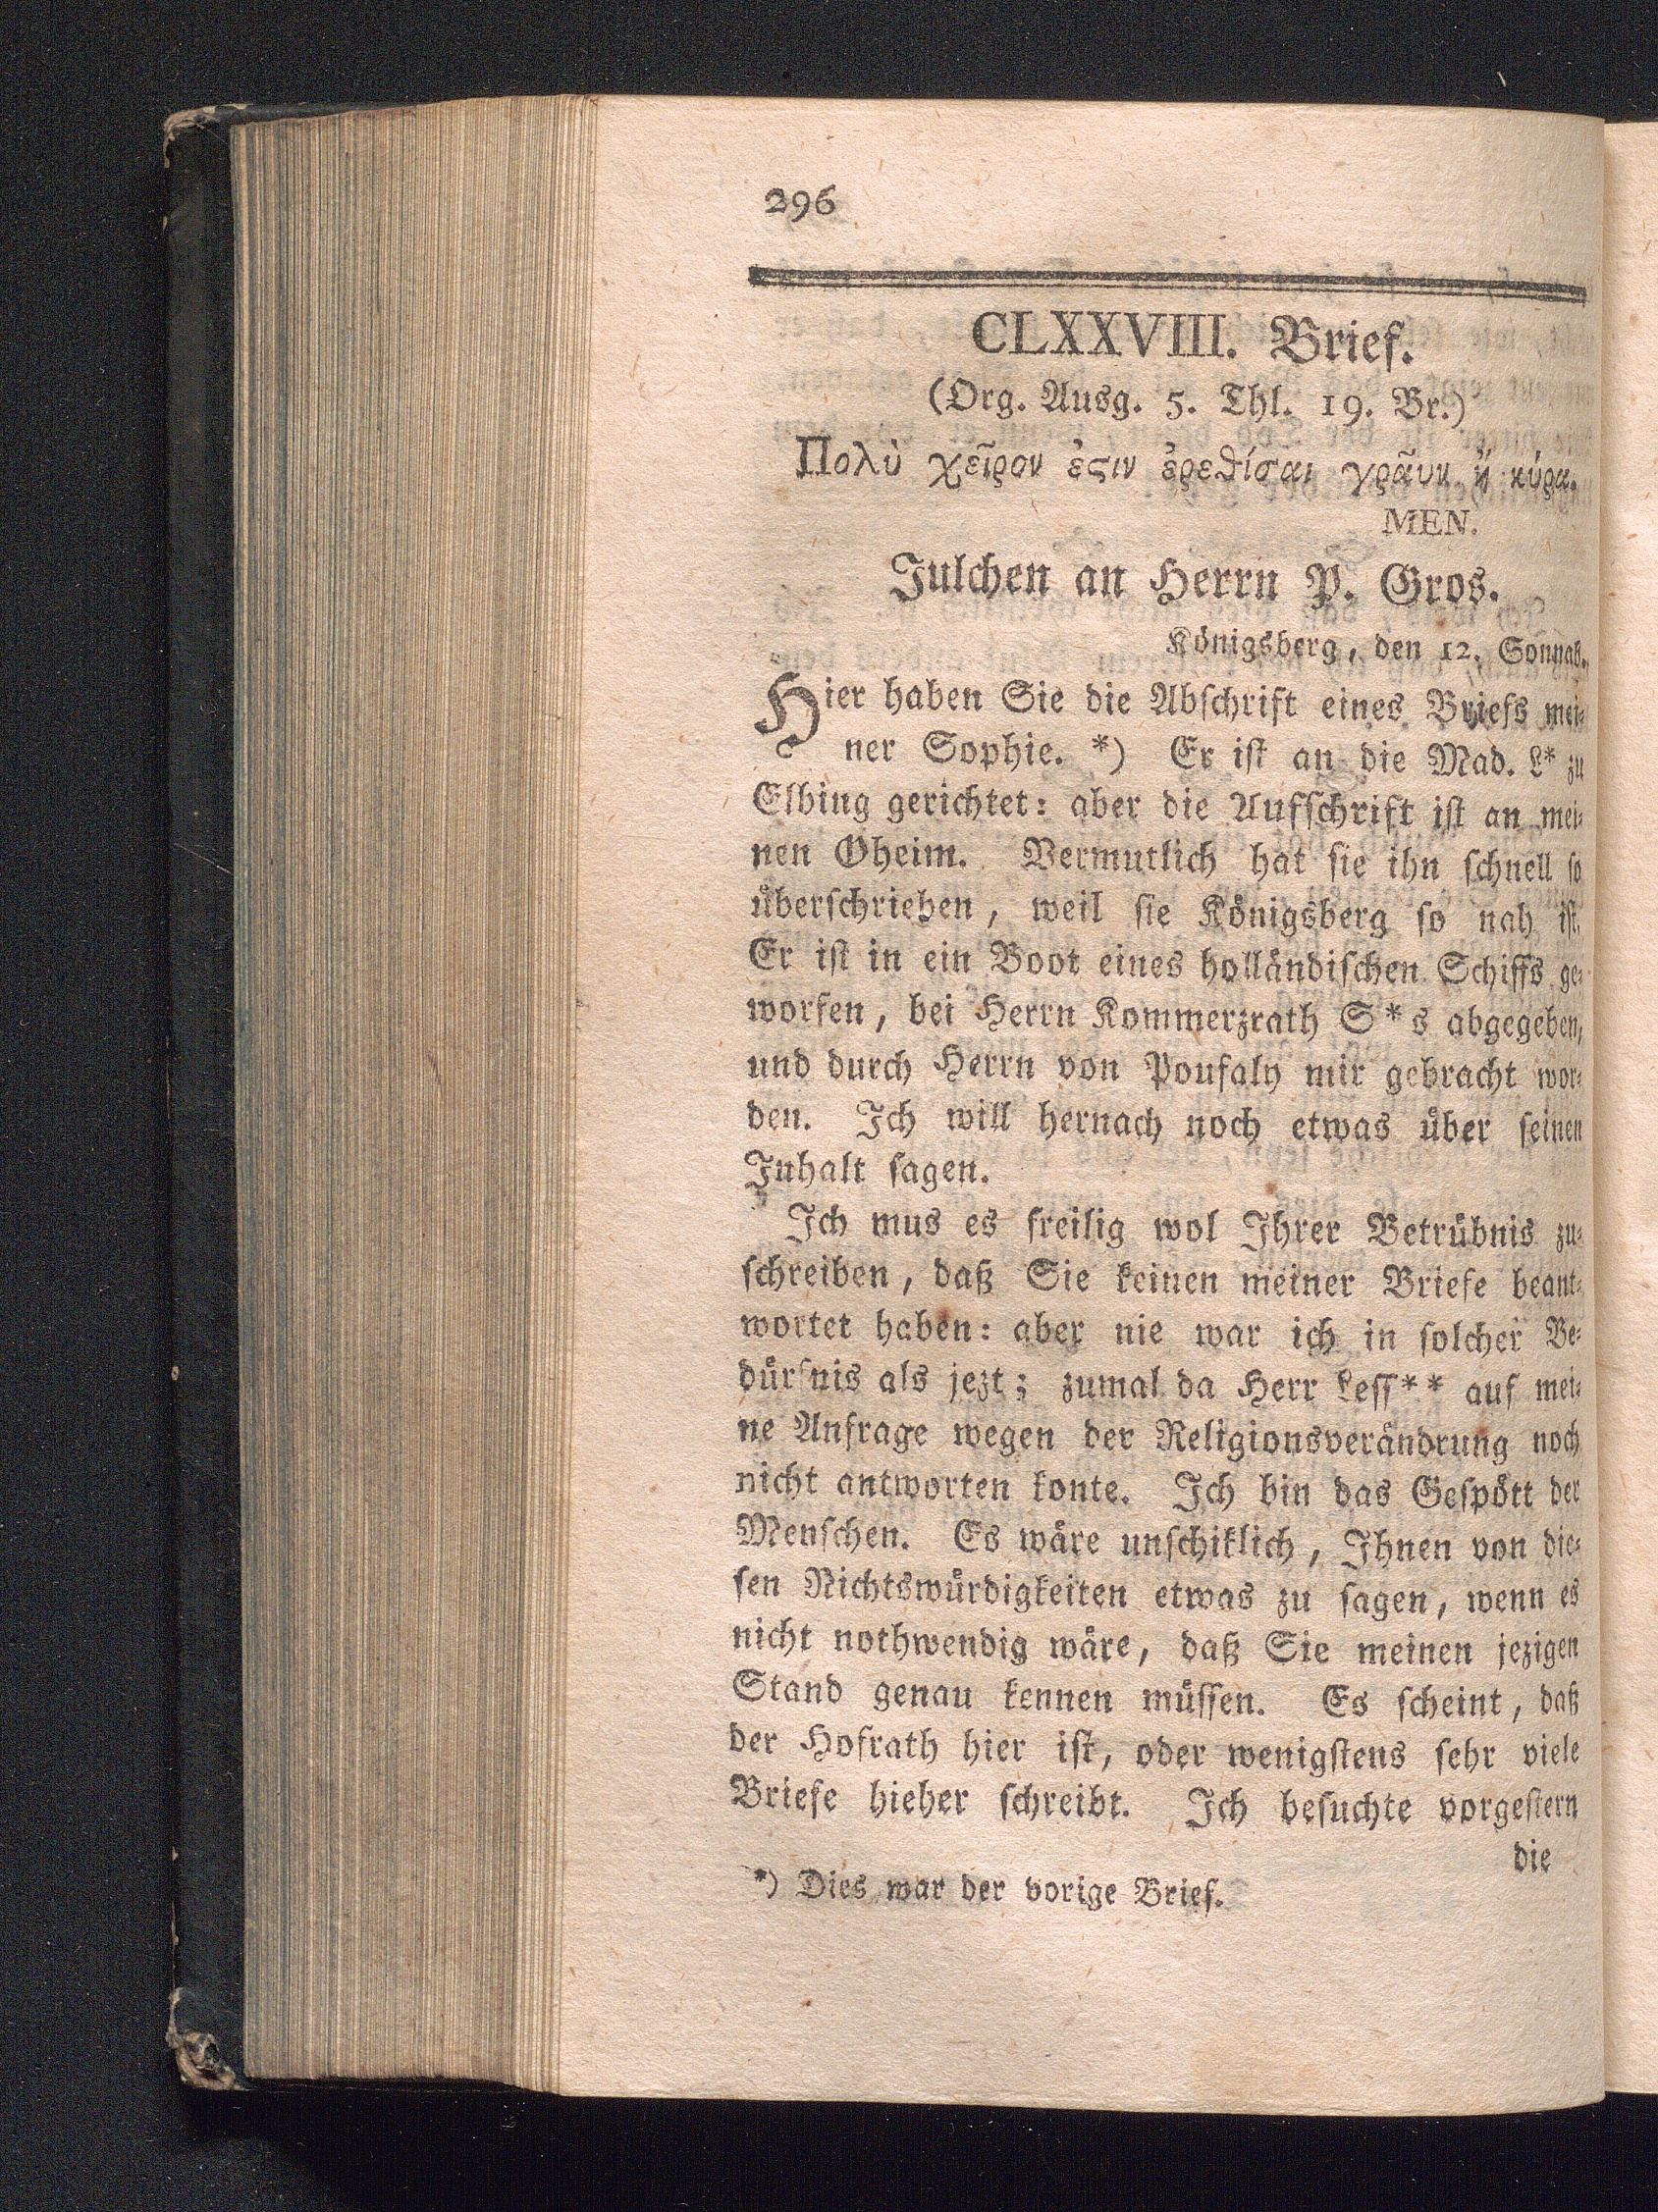 296
CLXXVIII. Brief.
(Org. Ausg. 5. Thl. 19. Br.)
Πολὺ χεῖρον ἐϛιν ἐρεθίσαι γραῦν ἢ κύνα.
MEN.
Julchen an Herrn P. Gros.
Königsberg, den 12. Sonnab.
Hier haben Sie die Abſchrift eines Briefs mei-
ner Sophie. *) Er iſt an die Mad. L* zu
Elbing gerichtet: aber die Aufſchrift iſt an mei-
nen Oheim. Vermutlich hat ſie ihn ſchnell ſo
überſchrieben, weil ſie Königsberg ſo nah iſt.
Er iſt in ein Boot eines holländiſchen Schiffs ge-
worfen, bei Herrn Kommerzrath S*s abgegeben,
und durch Herrn von Pouſaly mir gebracht wor-
den. Ich will hernach noch etwas über ſeinen
Inhalt ſagen.
Ich mus es freilig wol Ihrer Betrübnis zu-
ſchreiben, daß Sie keinen meiner Briefe beant-
wortet haben: aber nie war ich in ſolcher Be-
dürfnis als jezt; zumal da Herr Leſſ** auf mei-
ne Anfrage wegen der Religionsverändrung noch
nicht antworten konte. Ich bin das Geſpött der
Menſchen. Es wäre unſchiklich, Ihnen von die-
ſen Nichtswürdigkeiten etwas zu ſagen, wenn es
nicht nothwendig wäre, daß Sie meinen jezigen
Stand genau kennen müſſen. Es ſcheint, daß
der Hofrath hier iſt, oder wenigſtens ſehr viele
Briefe hieher ſchreibt. Ich beſuchte vorgeſtern
die
*) Dies war der vorige Brief.